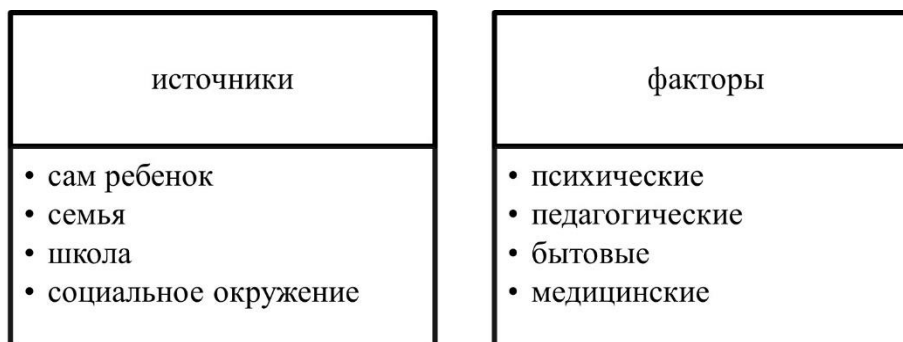 источники
• сам ребенок
• семья
• школа
• социальное окружение
факторы
• психические
• педагогические
• бытовые
• медицинские